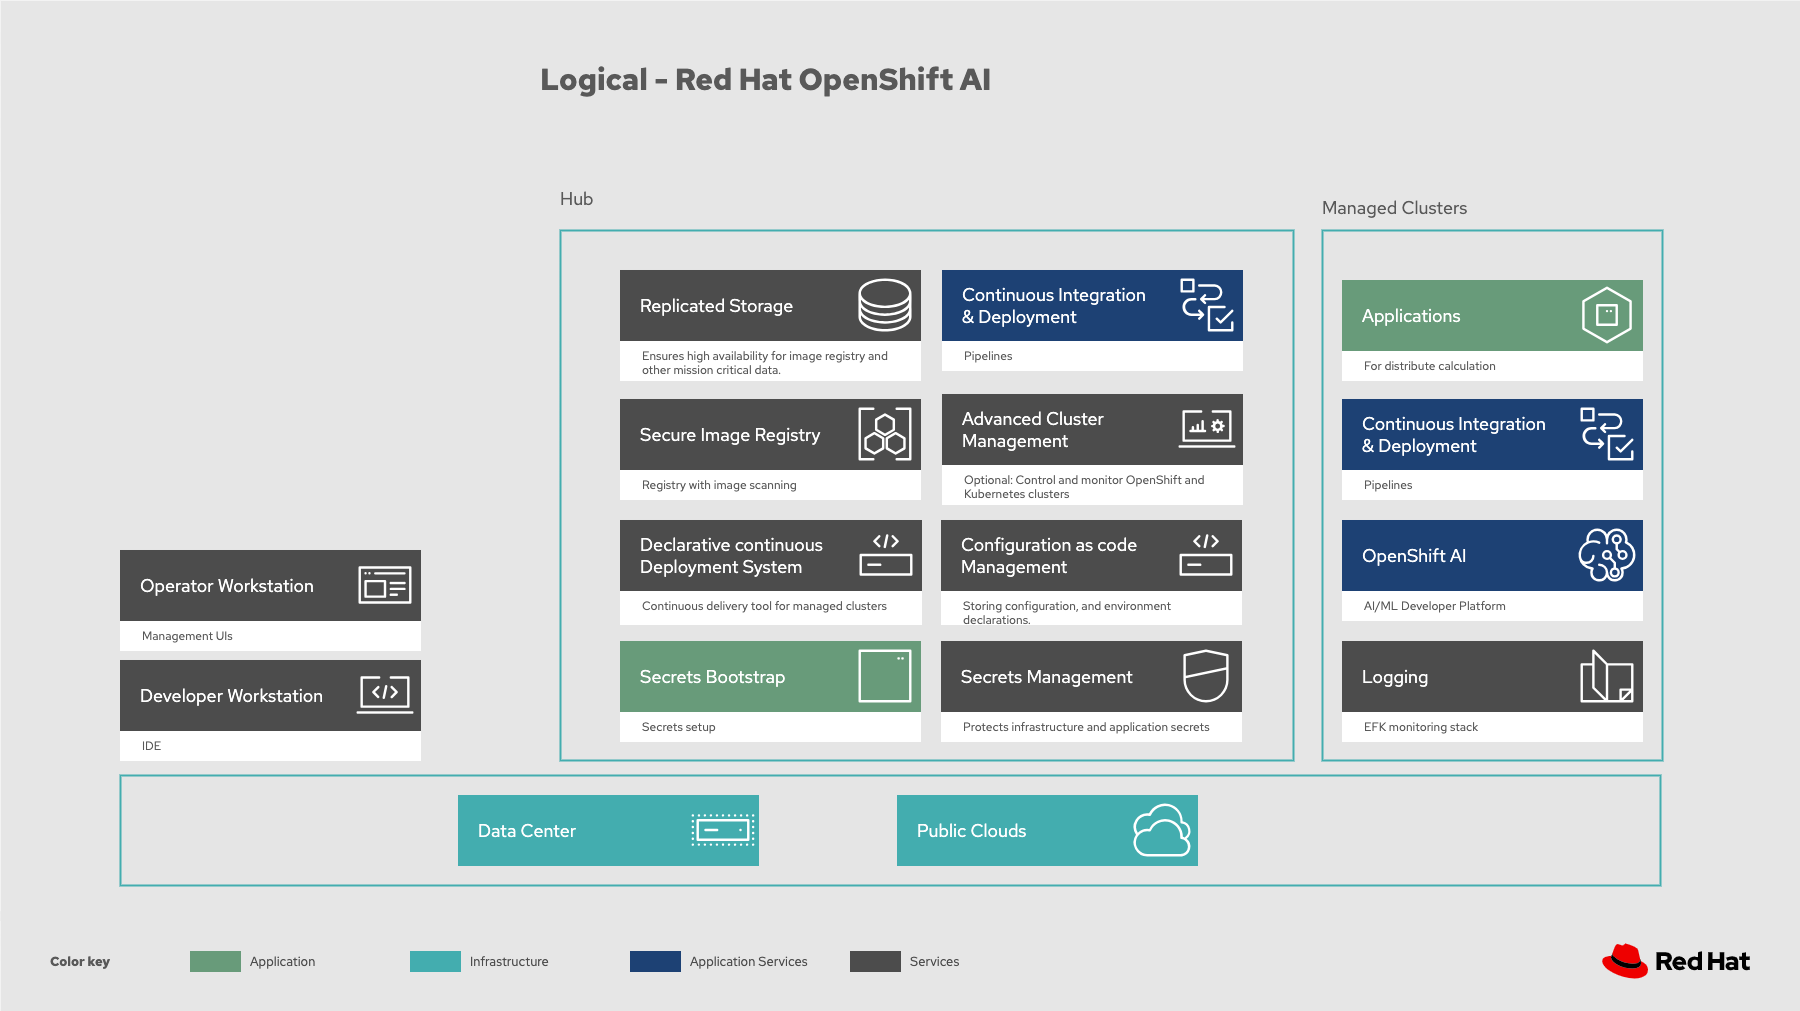 Logical - Red Hat OpenShift AI
Hub
Managed Clusters
Replicated Storage
Ensures high availability for image registry and
other mission critical data.
Continuous Integration
& Deployment
Pipelines
Secure Image Registry
Registry with image scanning
Advanced Cluster
Management
Optional: Control and monitor OpenShift and
Kubernetes clusters
Declarative continuous
Deployment System
Continuous delivery tool for managed clusters
Configuration as code
Management
Storing configuration, and environment
declarations.
Secrets Bootstrap
Secrets setup
Secrets Management
Protects infrastructure and application secrets
Applications
For distribute calculation
Continuous Integration
& Deployment
Pipelines
OpenShift AI
AI/ML Developer Platform
Logging
EFK monitoring stack
Operator Workstation
Management UIs
Developer Workstation
IDE
Data Center
Public Clouds
Color key
Application
Infrastructure
Application Services
Services
Red Hat